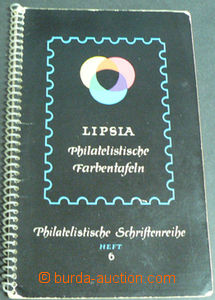 LIPSIA
Philatelistische
Farbentafeln
Philatelistische Schriftenreihe
HEFT
6
© burda-auction.com